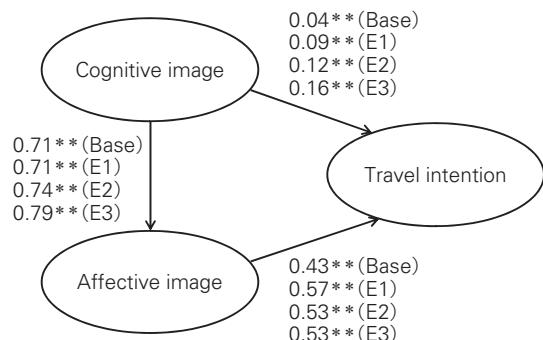 0.04**(Base)
0.09**(E1)
0.12**(E2)
0.16**(E3)
Cognitive image
0.71**(Base)
0.71**(E1)
0.74**(E2)
0.79**(E3)
Travel intention
Affective image
0.43**(Base)
0.57**(E1)
0.53**(E2)
0.53**(E3)